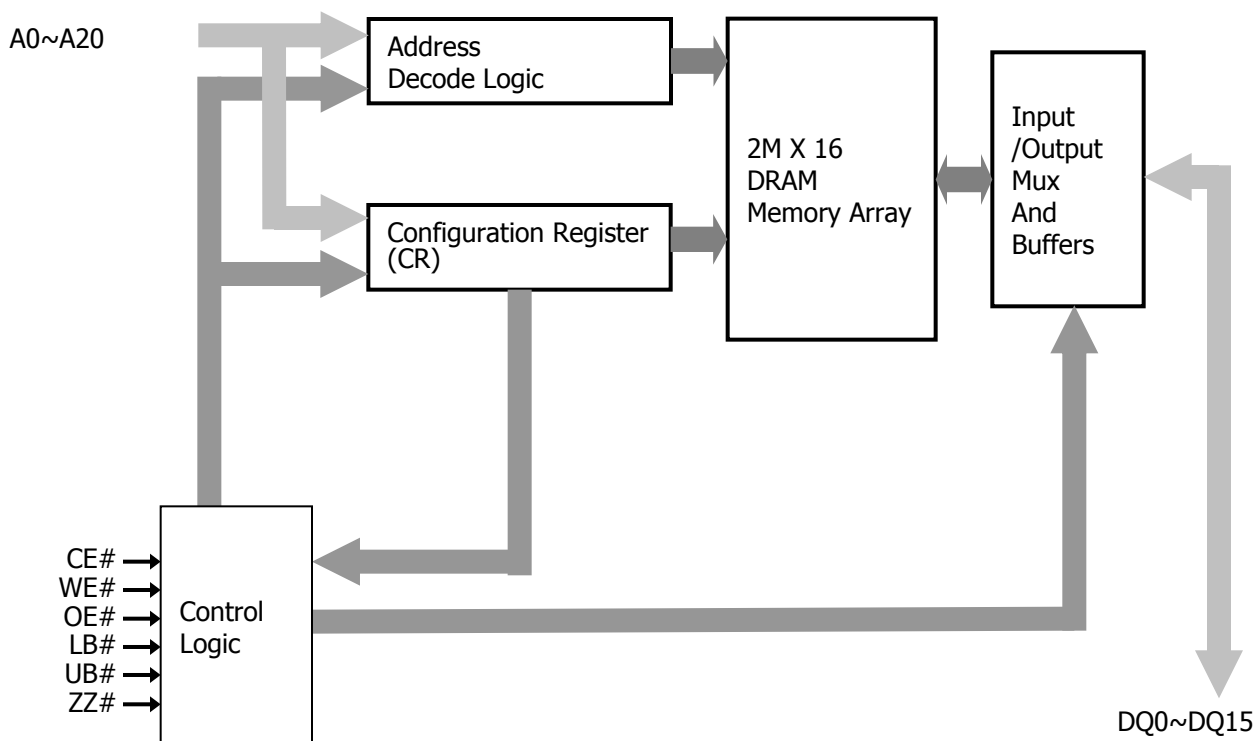 A0~A20
Address
Decode Logic
2M X 16
DRAM
Memory Array
Input
/Output
Mux
And
Buffers
Configuration Register
(CR)
CE#
WE#
OE#
LB#
UB#
ZZ#
Control
Logic
DQ0~DQ15